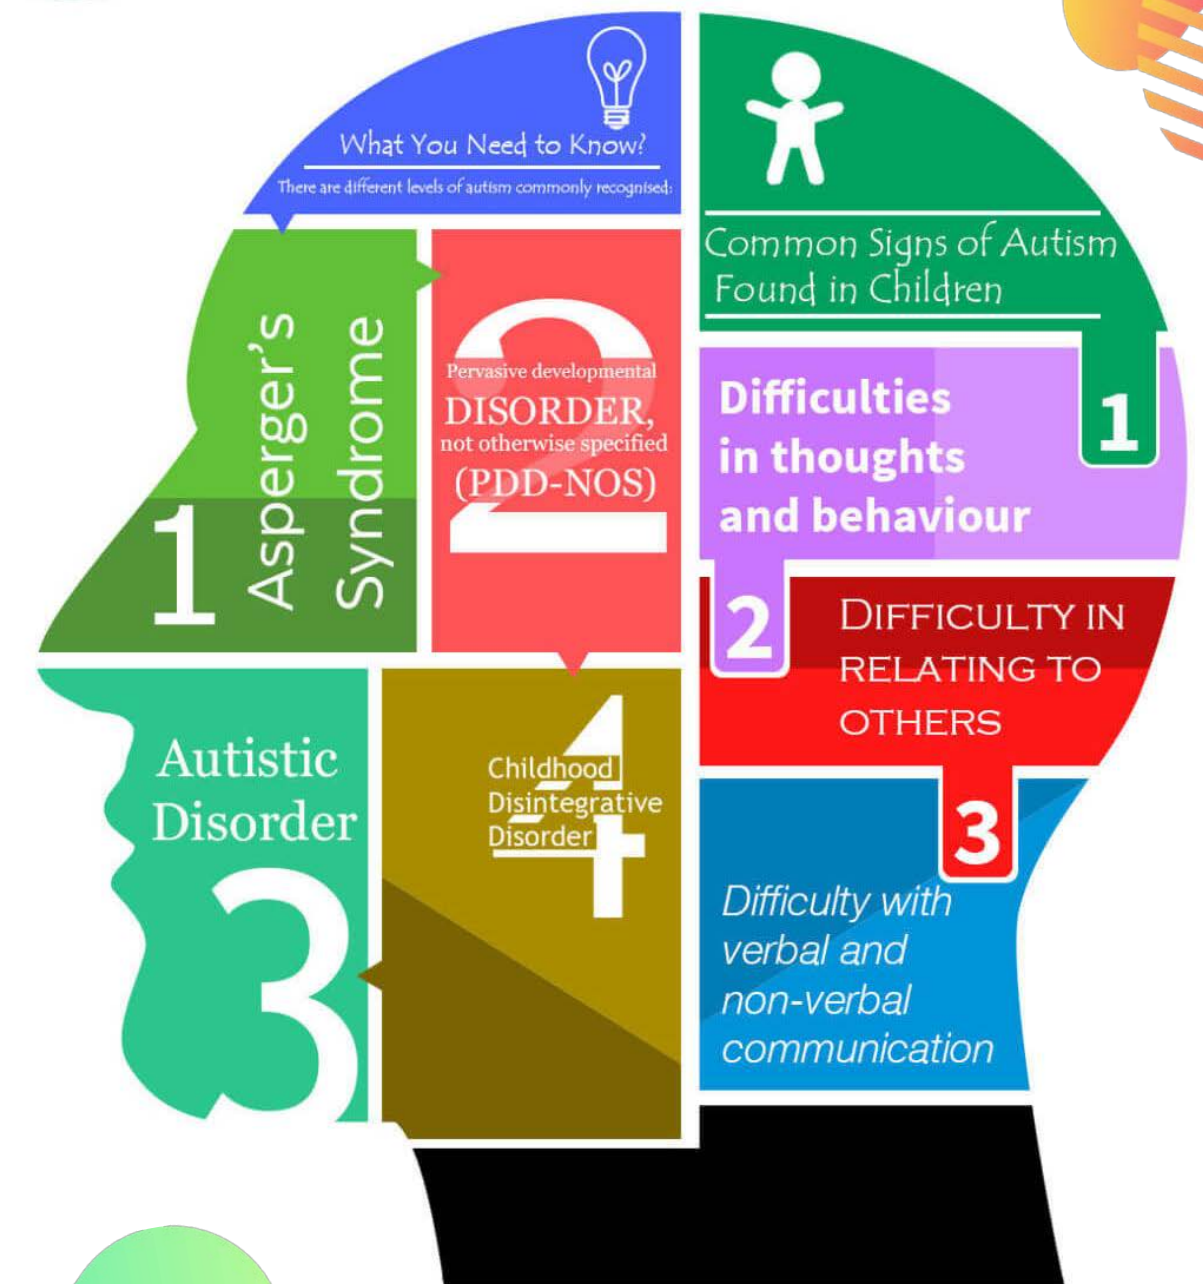 What You Need to Know?
There are different levels of autism commonly recognised:
1
Asperger's
Syndrome
2
Pervasive developmental
DISORDER,
not otherwise specified
(PDD-NOS)
Autistic
Disorder
3
4
Childhood
Disintegrative
Disorder
Common Signs of Autism
Found in Children
1
Difficulties
in thoughts
and behaviour
2
DIFFICULTY IN
RELATING TO
OTHERS
3
Difficulty with
verbal and
non-verbal
communication